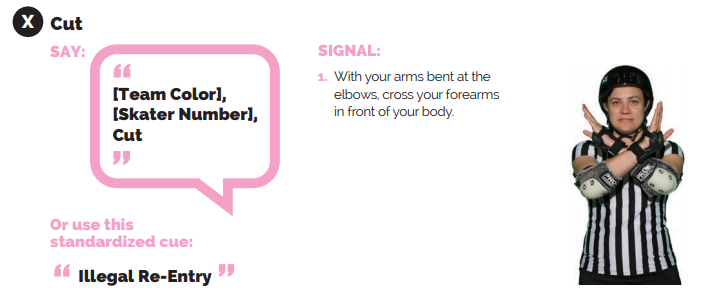 X Cut
SAY:
“
[Team Color],
[Skater Number],
Cut
”
Or use this
standardized cue:
“ Illegal Re-Entry ”
SIGNAL:
1. With your arms bent at the
elbows, cross your forearms
in front of your body.